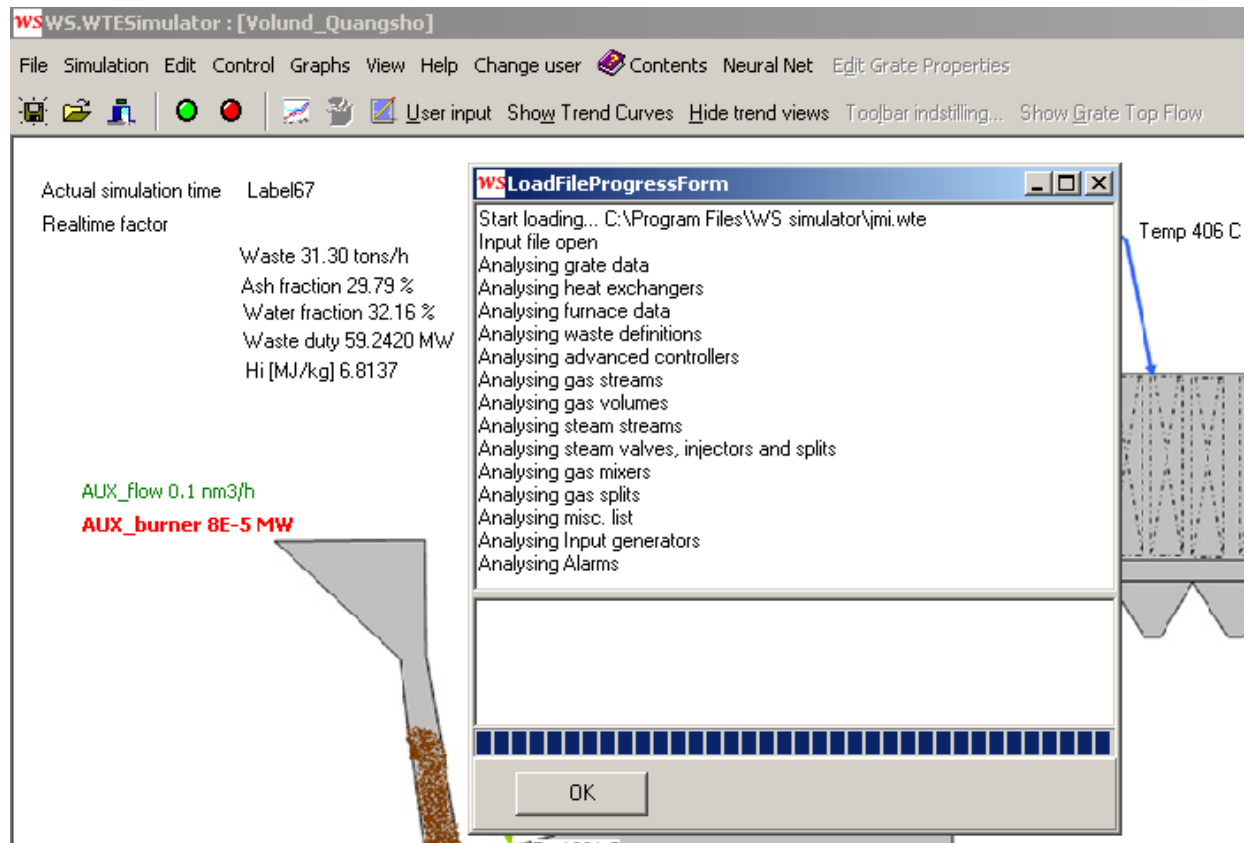 WS WS.WTESimulator : [Volund_Quangsho]
File Simulation Edit Control Graphs View Help Change user Contents Neural Net Edit Grate Properties
User input Show Trend Curves Hide trend views Toolbar indstilling... Show Grate Top Flow
Actual simulation time Label67
Realtime factor
Waste 31.30 tons/h
Ash fraction 29.79 %
Water fraction 32.16 %
Waste duty 59.2420 MW
Hi [MJ/kg] 6.8137
AUX_flow 0.1 nm3/h
AUX_burner 8E-5 MW
WS LoadFileProgressForm
Start loading... C:\Program Files\WS simulator\jmi.wte
Input file open
Analysing grate data
Analysing heat exchangers
Analysing furnace data
Analysing waste definitions
Analysing advanced controllers
Analysing gas streams
Analysing gas volumes
Analysing steam streams
Analysing steam valves, injectors and splits
Analysing gas mixers
Analysing gas splits
Analysing misc. list
Analysing Input generators
Analysing Alarms
OK
Temp 406 C